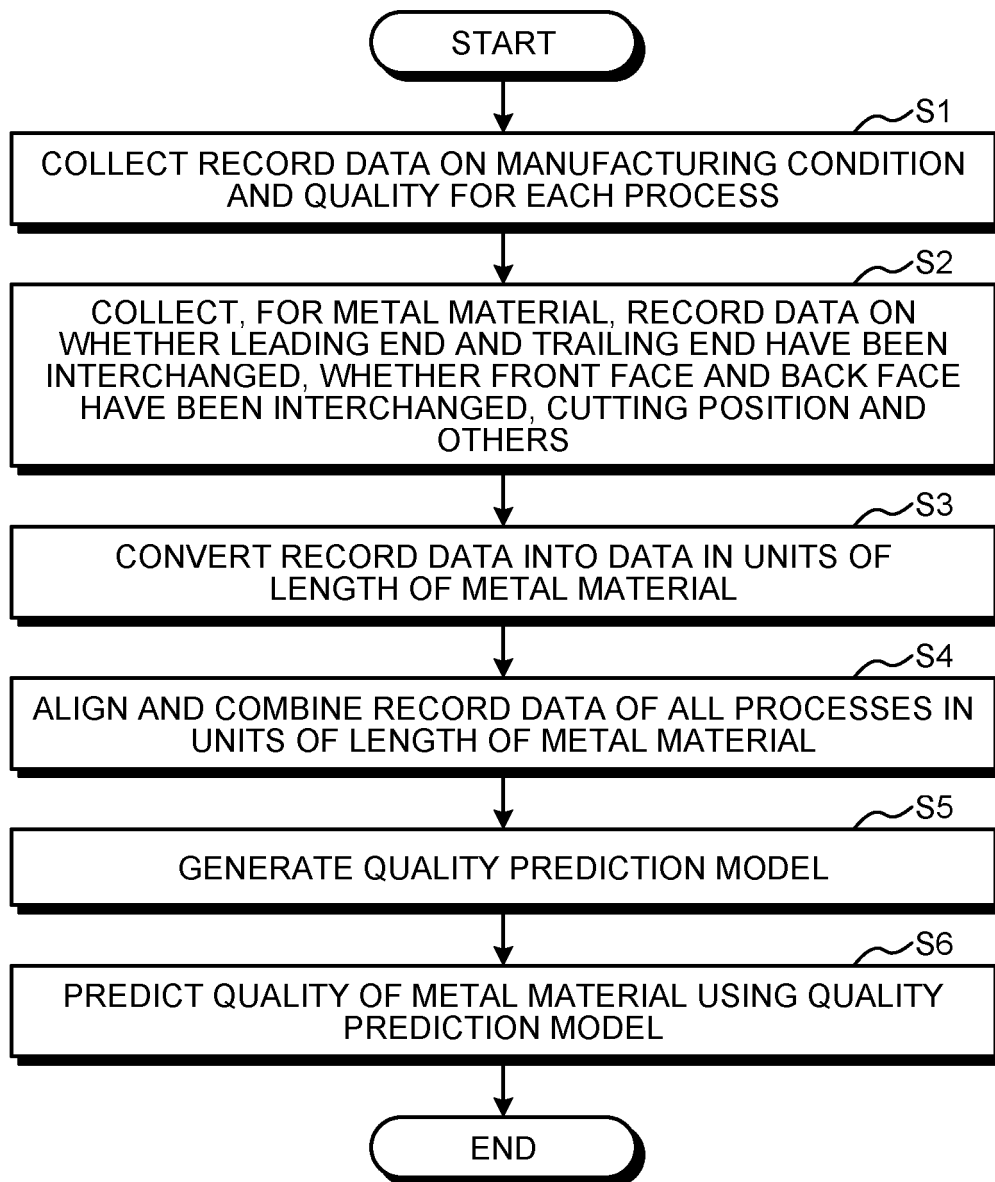 START
S1
COLLECT RECORD DATA ON MANUFACTURING CONDITION
AND QUALITY FOR EACH PROCESS
S2
COLLECT, FOR METAL MATERIAL, RECORD DATA ON
WHETHER LEADING END AND TRAILING END HAVE BEEN
INTERCHANGED, WHETHER FRONT FACE AND BACK FACE
HAVE BEEN INTERCHANGED, CUTTING POSITION AND
OTHERS
S3
CONVERT RECORD DATA INTO DATA IN UNITS OF
LENGTH OF METAL MATERIAL
S4
ALIGN AND COMBINE RECORD DATA OF ALL PROCESSES IN
UNITS OF LENGTH OF METAL MATERIAL
S5
GENERATE QUALITY PREDICTION MODEL
S6
PREDICT QUALITY OF METAL MATERIAL USING QUALITY
PREDICTION MODEL
END